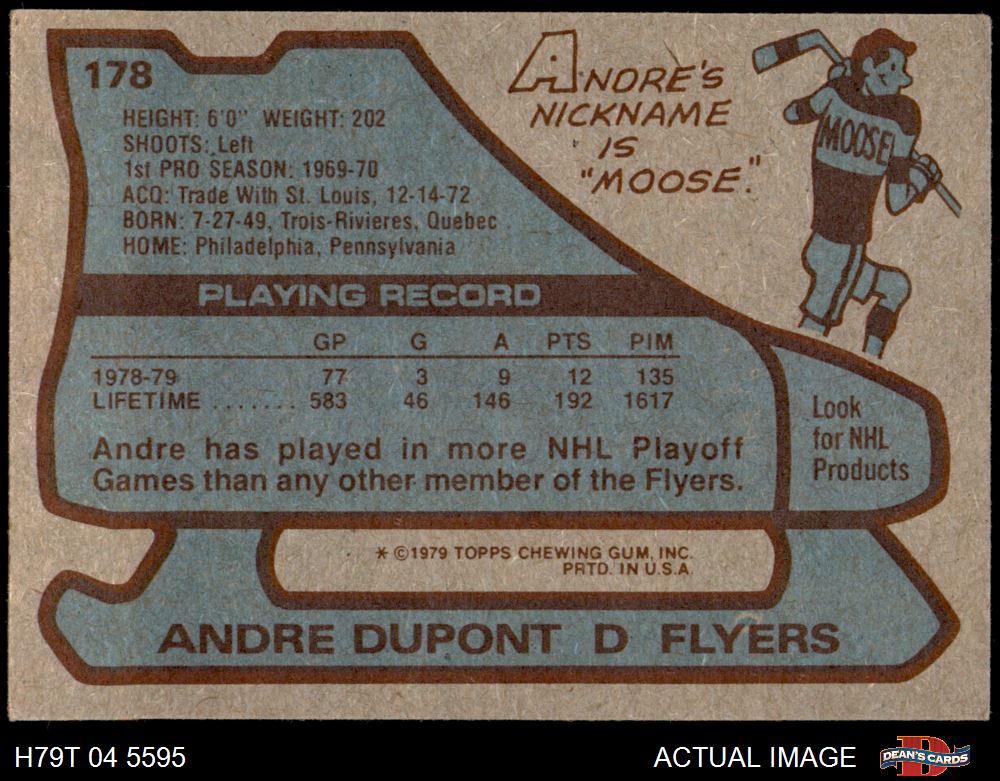 178
HEIGHT: 6'0" WEIGHT: 202
SHOOTS: Left
1st PRO SEASON: 1969-70
ACQ: Trade With St. Louis, 12-14-72
BORN: 7-27-49, Trois-Rivieres, Quebec
HOME: Philadelphia, Pennsylvania
ANDRE'S
NICKNAME
IS
"MOOSE."
MOOSE
PLAYING RECORD
GP G A PTS PIM
1978-79 77 3 9 12 135
LIFETIME ....... 583 46 146 192 1617
Andre has played in more NHL Playoff
Games than any other member of the Flyers.
Look
for NHL
Products
* ©1979 TOPPS CHEWING GUM, INC.
PRTD. IN U.S.A.
ANDRE DUPONT D FLYERS
H79T 04 5595
ACTUAL IMAGE
DEAN'S CARDS